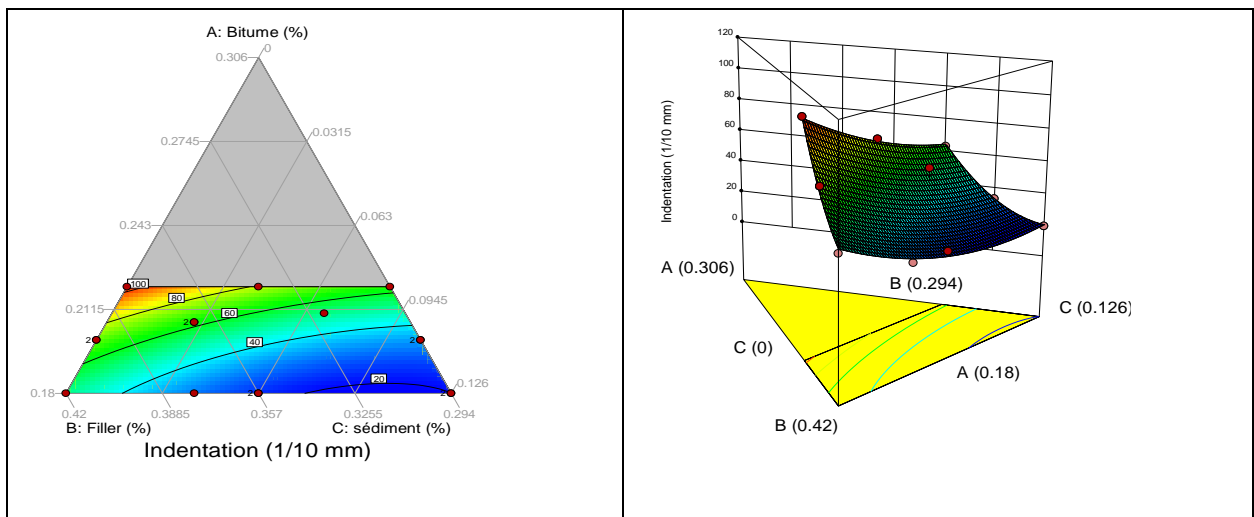 A: Bitume (%)
0.306
0
0.2745
0.0315
0.243
0.063
0.2115
0.0945
100
80
60
40
20
2
2
2
2
2
0.18
0.126
0.42
0.3885
0.357
0.3255
0.294
B: Filler (%)
C: sédiment (%)
Indentation (1/10 mm)
120
100
80
60
40
20
0
Indentation (1/10 mm)
A (0.306)
B (0.294)
C (0.126)
C (0)
A (0.18)
B (0.42)